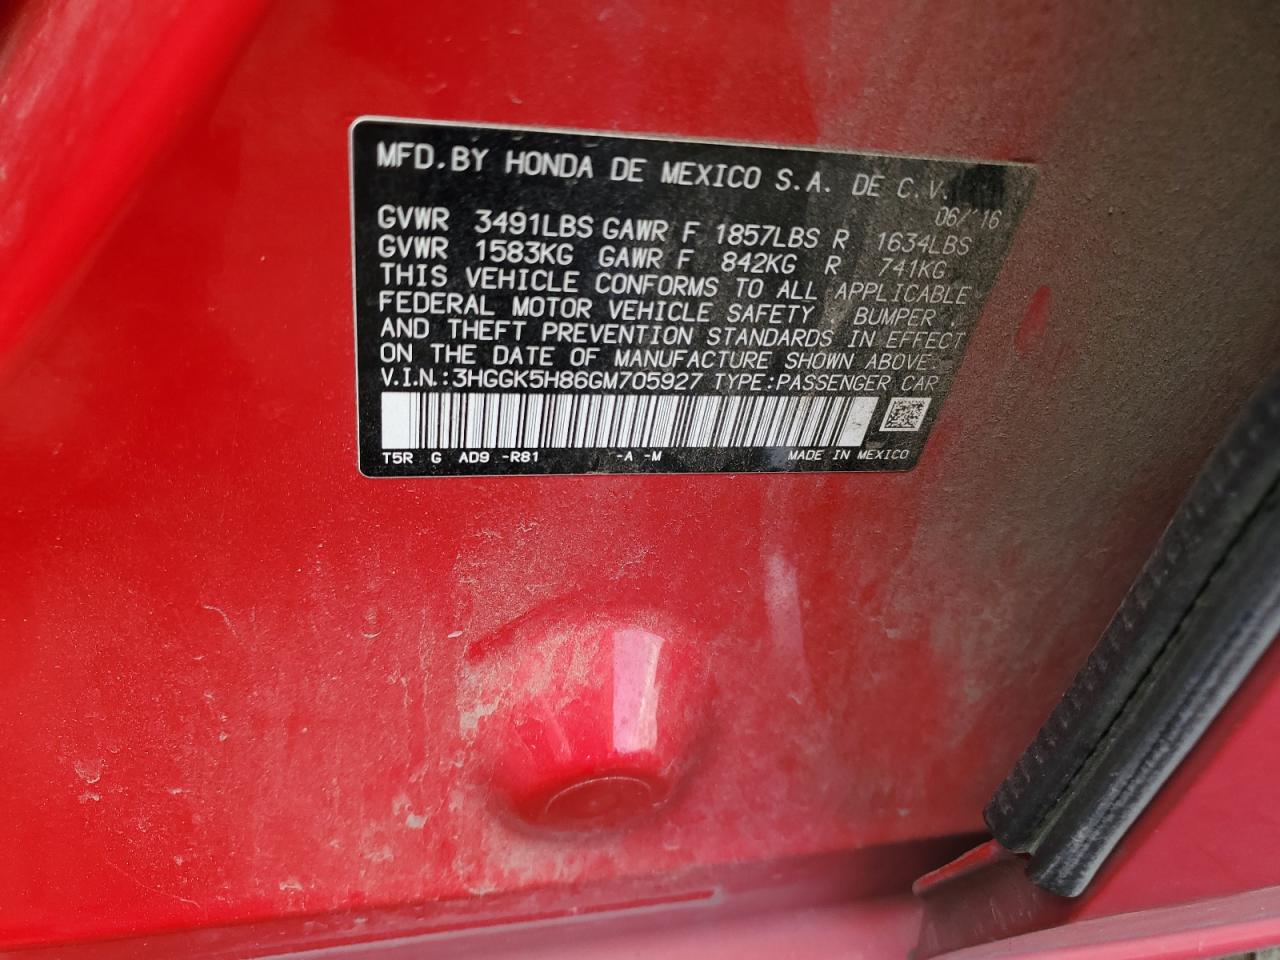 MFD.BY HONDA DE MEXICO S.A. DE C.V.
06/'16
GVWR 3491LBS GAWR F 1857LBS R 1634LBS
GVWR 1583KG GAWR F 842KG R 741KG
THIS VEHICLE CONFORMS TO ALL APPLICABLE
FEDERAL MOTOR VEHICLE SAFETY , BUMPER ,
AND THEFT PREVENTION STANDARDS IN EFFECT
ON THE DATE OF MANUFACTURE SHOWN ABOVE.
V.I.N.:3HGGK5H86GM705927 TYPE:PASSENGER CAR
T5R G AD9 -R81 -A -M MADE IN MEXICO